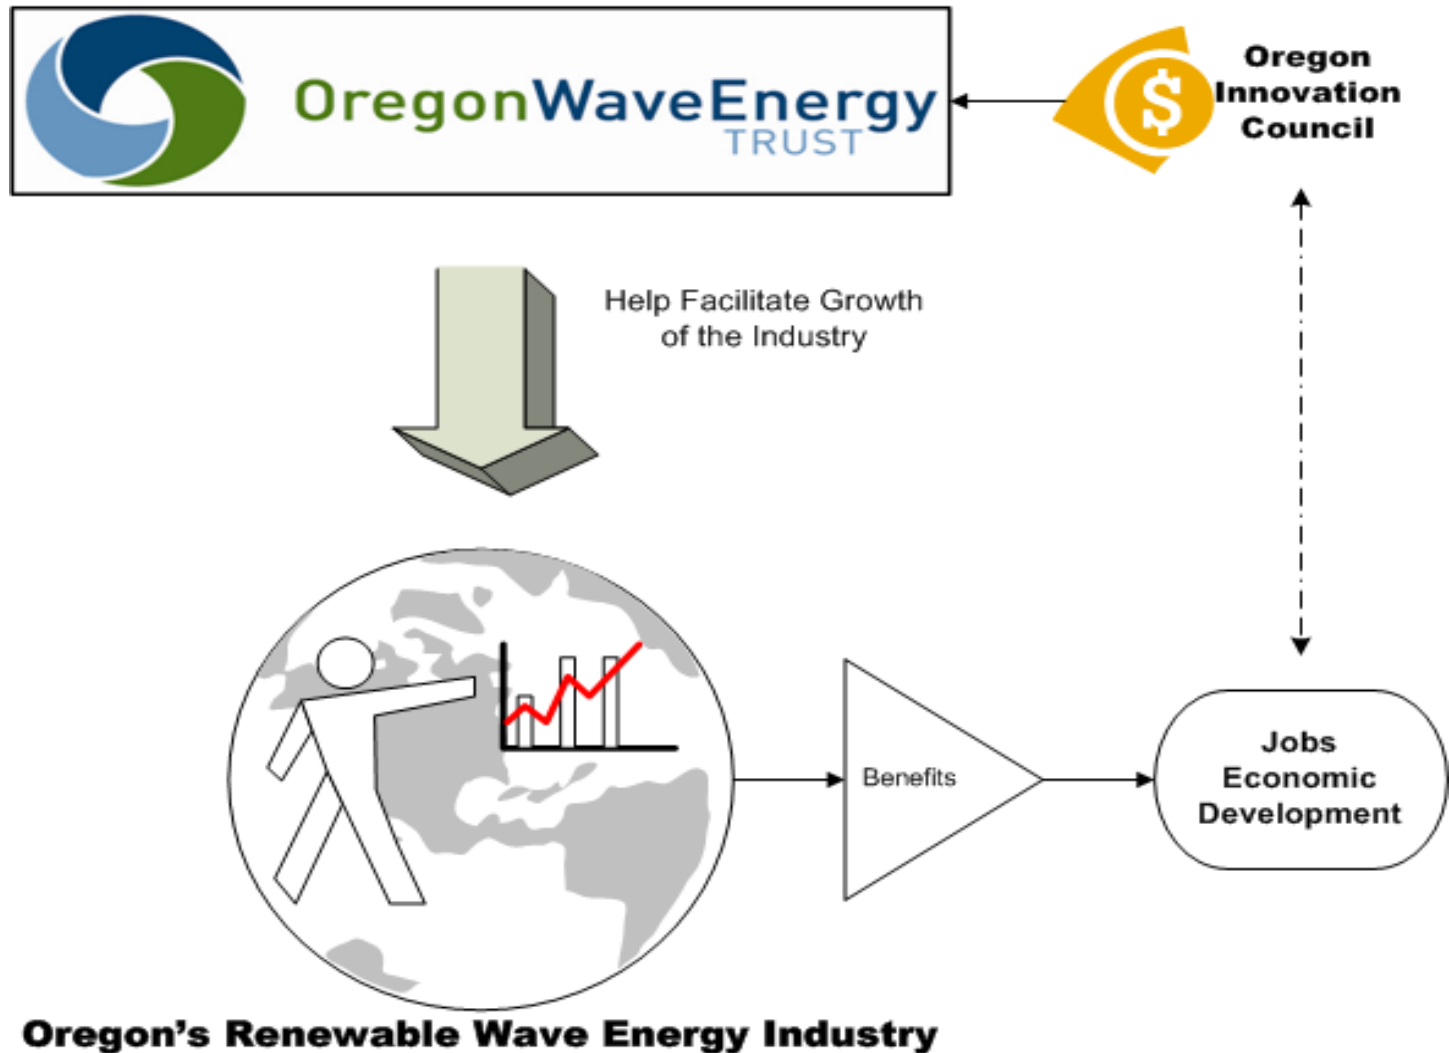 OregonWaveEnergy
TRUST
$
Oregon
Innovation
Council
Help Facilitate Growth
of the Industry
Benefits
Jobs
Economic
Development
Oregon's Renewable Wave Energy Industry